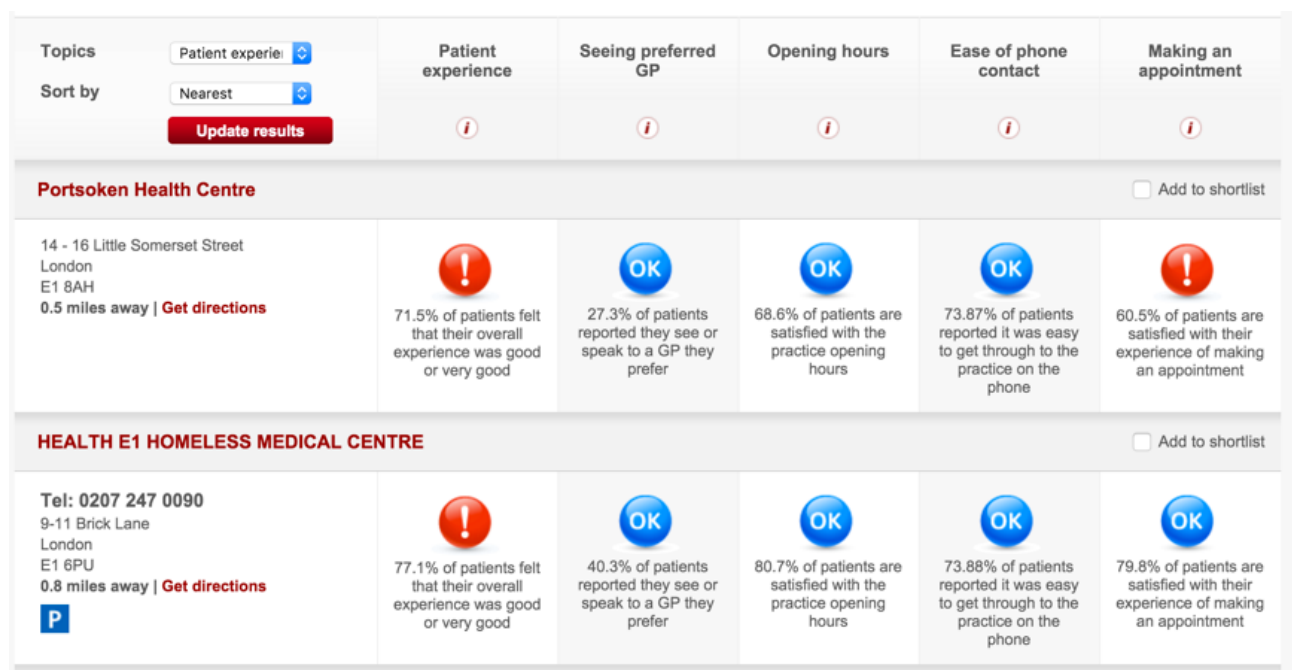 Topics
Patient experie
Sort by
Nearest
Update results
Patient
experience
i
Seeing preferred
GP
i
Opening hours
i
Ease of phone
contact
i
Making an
appointment
i
Portsoken Health Centre
Add to shortlist
14 - 16 Little Somerset Street
London
E1 8AH
0.5 miles away | Get directions
!
71.5% of patients felt
that their overall
experience was good
or very good
OK
27.3% of patients
reported they see or
speak to a GP they
prefer
OK
68.6% of patients are
satisfied with the
practice opening
hours
OK
73.87% of patients
reported it was easy
to get through to the
practice on the
phone
!
60.5% of patients are
satisfied with their
experience of making
an appointment
HEALTH E1 HOMELESS MEDICAL CENTRE
Add to shortlist
Tel: 0207 247 0090
9-11 Brick Lane
London
E1 6PU
0.8 miles away | Get directions
P
!
77.1% of patients felt
that their overall
experience was good
or very good
OK
40.3% of patients
reported they see or
speak to a GP they
prefer
OK
80.7% of patients are
satisfied with the
practice opening
hours
OK
73.88% of patients
reported it was easy
to get through to the
practice on the
phone
OK
79.8% of patients are
satisfied with their
experience of making
an appointment